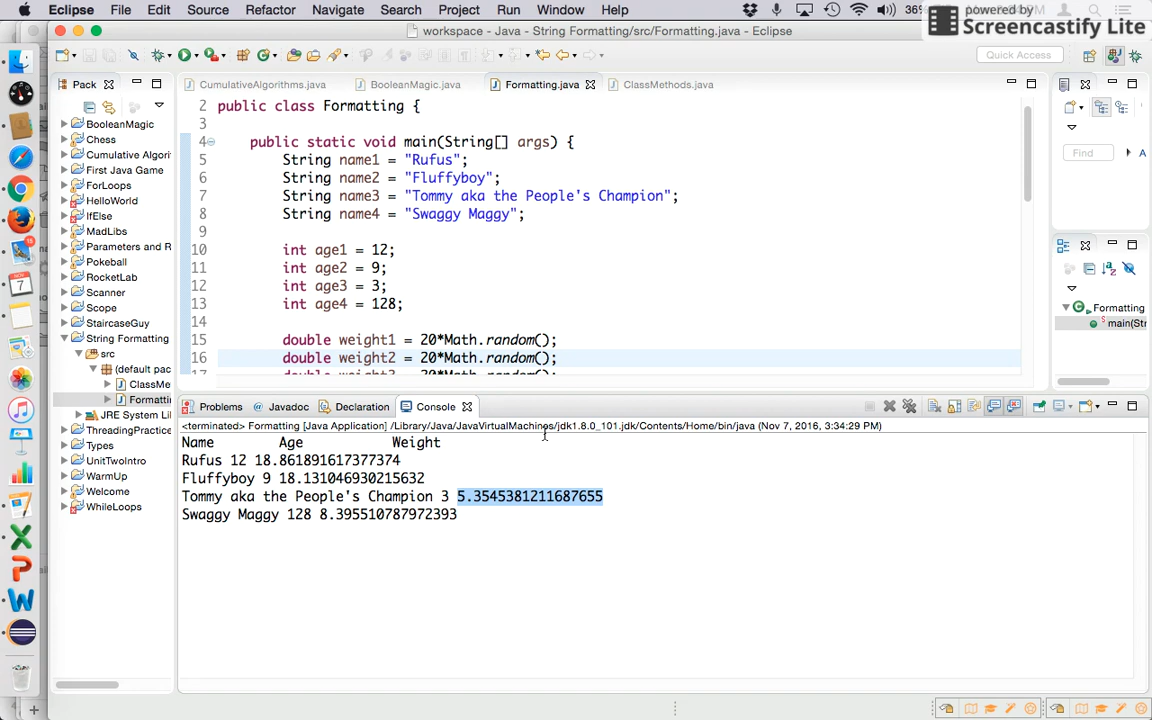 Eclipse File Edit Source Refactor Navigate Search Project Run Window Help 36%
powered by
Screencastify Lite
workspace - Java - String Formatting/src/Formatting.java - Eclipse
Quick Access
Pack
CumulativeAlgorithms.java BooleanMagic.java Formatting.java ClassMethods.java
BooleanMagic
Chess
Cumulative Algori
First Java Game
ForLoops
HelloWorld
IfElse
MadLibs
Parameters and R
Pokeball
RocketLab
Scanner
Scope
StaircaseGuy
String Formatting
src
(default pac
ClassMe
Formatti
JRE System Li
ThreadingPractice
Types
UnitTwoIntro
WarmUp
Welcome
WhileLoops
2 public class Formatting {
3
4 public static void main(String[] args) {
5 String name1 = "Rufus";
6 String name2 = "Fluffyboy";
7 String name3 = "Tommy aka the People's Champion";
8 String name4 = "Swaggy Maggy";
9
10 int age1 = 12;
11 int age2 = 9;
12 int age3 = 3;
13 int age4 = 128;
14
15 double weight1 = 20*Math.random();
16 double weight2 = 20*Math.random();
17 double weight3 = 20*Math.random();
Find A
Formatting
main(Str
Problems Javadoc Declaration Console
<terminated> Formatting [Java Application] /Library/Java/JavaVirtualMachines/jdk1.8.0_101.jdk/Contents/Home/bin/java (Nov 7, 2016, 3:34:29 PM)
Name Age Weight
Rufus 12 18.861891617377374
Fluffyboy 9 18.131046930215632
Tommy aka the People's Champion 3 5.3545381211687655
Swaggy Maggy 128 8.395510787972393